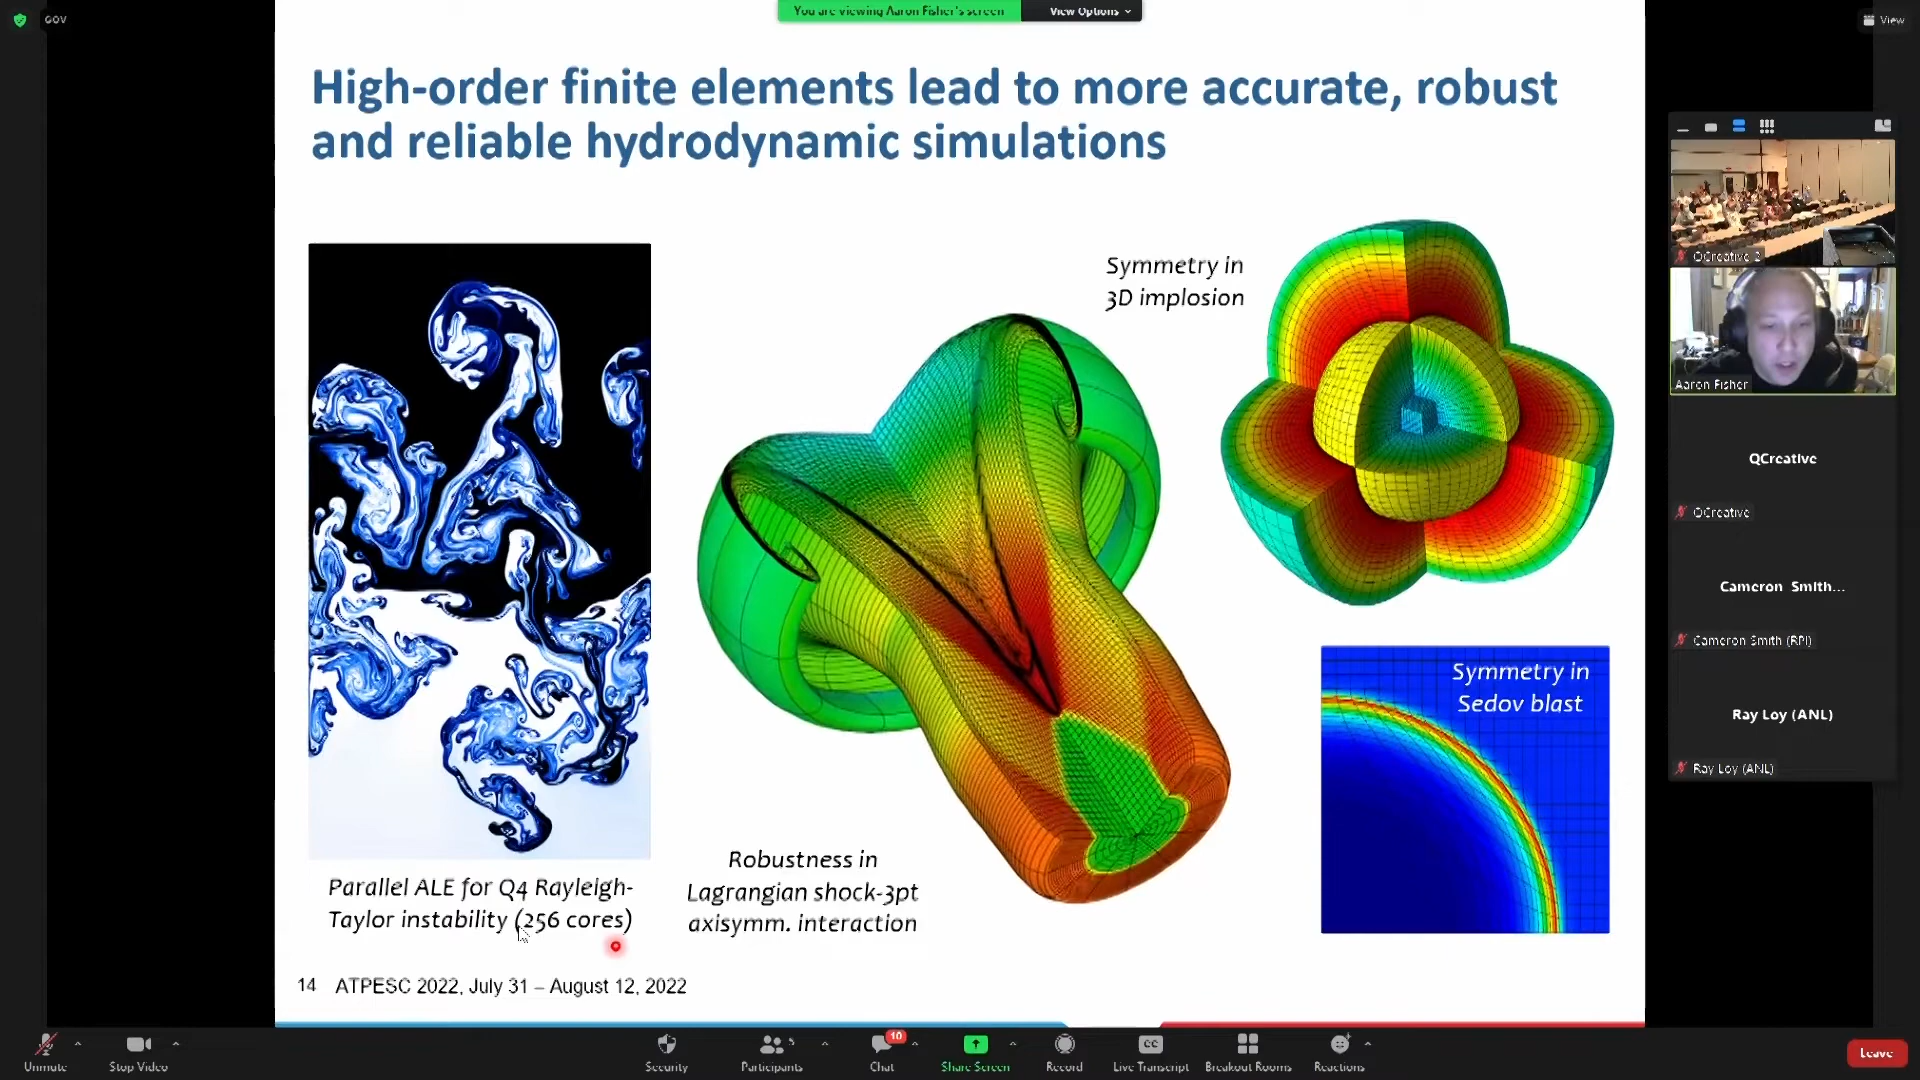 GOV
You are viewing Aaron Fisher's screen
View Options
View
High-order finite elements lead to more accurate, robust
and reliable hydrodynamic simulations
Symmetry in
3D implosion
Symmetry in
Sedov blast
Robustness in
Lagrangian shock-3pt
axisymm. interaction
Parallel ALE for Q4 Rayleigh-
Taylor instability (256 cores)
14 ATPESC 2022, July 31 – August 12, 2022
QCreative 2
Aaron Fisher
QCreative
QCreative
Cameron Smith...
Cameron Smith (RPI)
Ray Loy (ANL)
Ray Loy (ANL)
Unmute
Stop Video
Security
Participants
5
Chat
10
Share Screen
Record
CC
Live Transcript
Breakout Rooms
Reactions
Leave